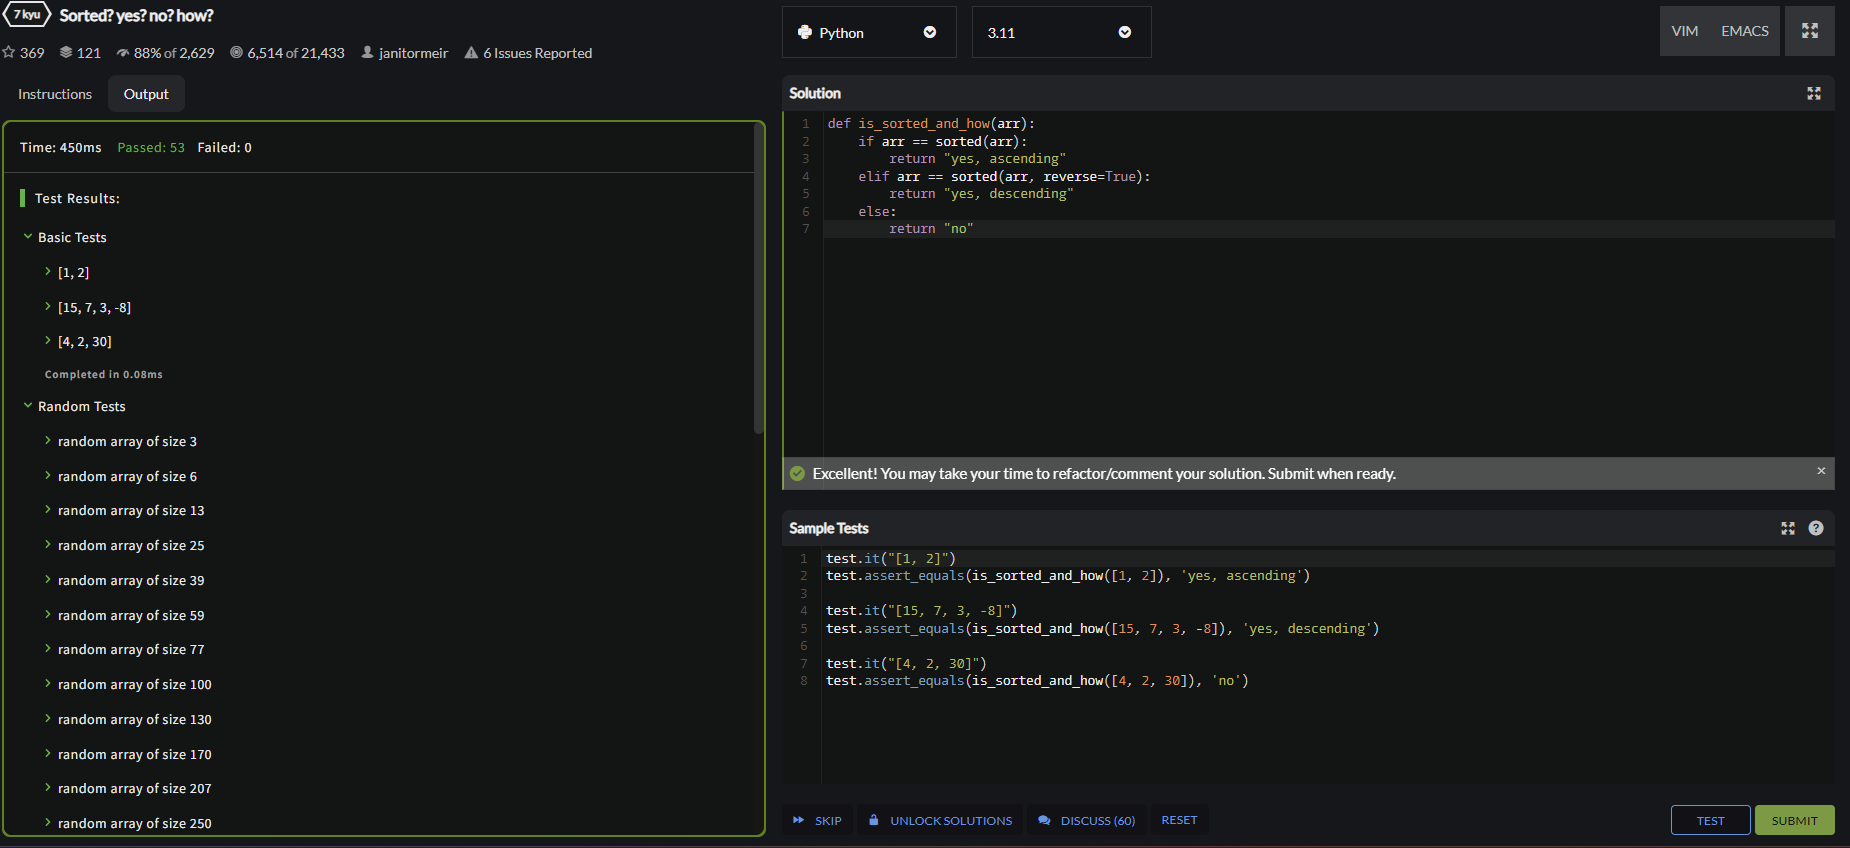 7 kyu Sorted? yes? no? how?
369 121 88% of 2,629 6,514 of 21,433 janitormeir 6 Issues Reported
Instructions Output
Time: 450ms Passed: 53 Failed: 0
Test Results:
Basic Tests
[1, 2]
[15, 7, 3, -8]
[4, 2, 30]
Completed in 0.08ms
Random Tests
random array of size 3
random array of size 6
random array of size 13
random array of size 25
random array of size 39
random array of size 59
random array of size 77
random array of size 100
random array of size 130
random array of size 170
random array of size 207
random array of size 250
Python 3.11 VIM EMACS
Solution
1 def is_sorted_and_how(arr):
2     if arr == sorted(arr):
3         return "yes, ascending"
4     elif arr == sorted(arr, reverse=True):
5         return "yes, descending"
6     else:
7         return "no"
Excellent! You may take your time to refactor/comment your solution. Submit when ready. ×
Sample Tests ?
1 test.it("[1, 2]")
2 test.assert_equals(is_sorted_and_how([1, 2]), 'yes, ascending')
3
4 test.it("[15, 7, 3, -8]")
5 test.assert_equals(is_sorted_and_how([15, 7, 3, -8]), 'yes, descending')
6
7 test.it("[4, 2, 30]")
8 test.assert_equals(is_sorted_and_how([4, 2, 30]), 'no')
SKIP UNLOCK SOLUTIONS DISCUSS (60) RESET TEST SUBMIT